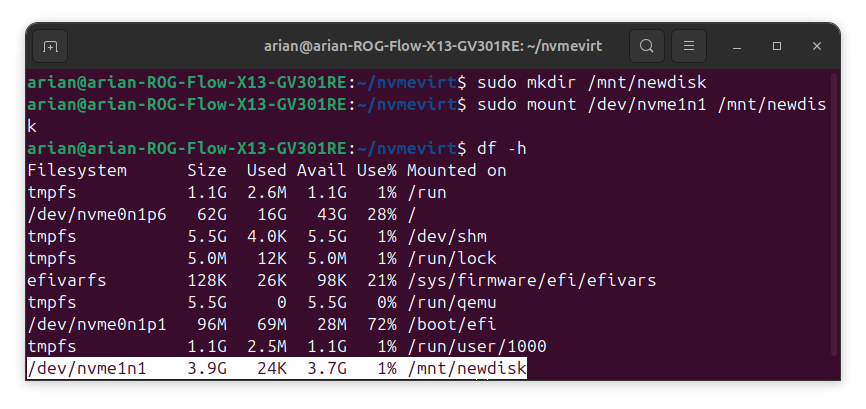 arian@arian-ROG-Flow-X13-GV301RE: ~/nvmevirt
arian@arian-ROG-Flow-X13-GV301RE:~/nvmevirt$ sudo mkdir /mnt/newdisk
arian@arian-ROG-Flow-X13-GV301RE:~/nvmevirt$ sudo mount /dev/nvme1n1 /mnt/newdis
k
arian@arian-ROG-Flow-X13-GV301RE:~/nvmevirt$ df -h
Filesystem      Size  Used Avail Use% Mounted on
tmpfs           1.1G  2.6M  1.1G   1% /run
/dev/nvme0n1p6   62G   16G   43G  28% /
tmpfs           5.5G  4.0K  5.5G   1% /dev/shm
tmpfs           5.0M   12K  5.0M   1% /run/lock
efivarfs        128K   26K   98K  21% /sys/firmware/efi/efivars
tmpfs           5.5G     0  5.5G   0% /run/qemu
/dev/nvme0n1p1   96M   69M   28M  72% /boot/efi
tmpfs           1.1G  2.5M  1.1G   1% /run/user/1000
/dev/nvme1n1    3.9G   24K  3.7G   1% /mnt/newdisk